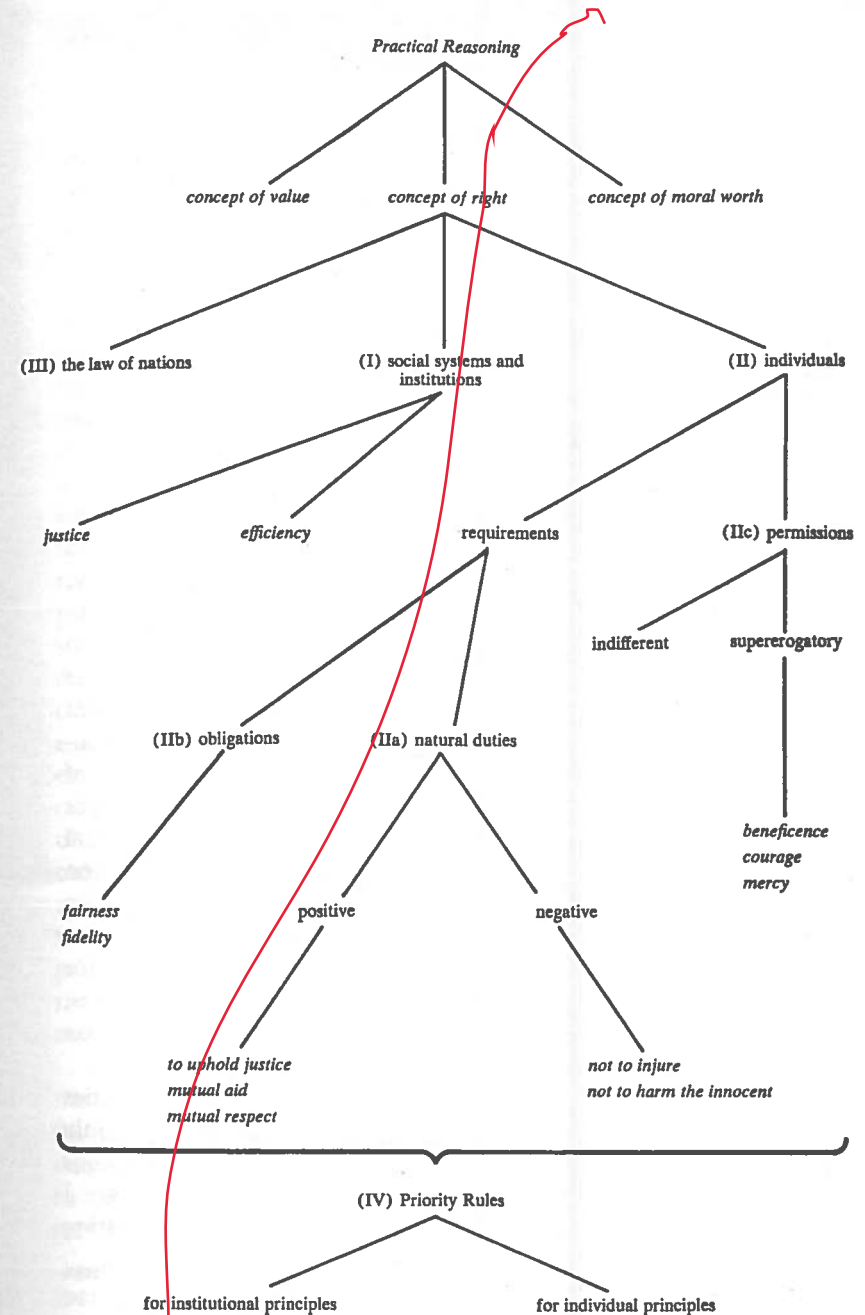 Practical Reasoning
concept of value
concept of right
concept of moral worth
(III) the law of nations
(I) social systems and
institutions
(II) individuals
justice
efficiency
requirements
(IIc) permissions
indifferent
supererogatory
(IIb) obligations
(IIa) natural duties
beneficence
courage
mercy
fairness
fidelity
positive
negative
to uphold justice
mutual aid
mutual respect
not to injure
not to harm the innocent
(IV) Priority Rules
for institutional principles
for individual principles